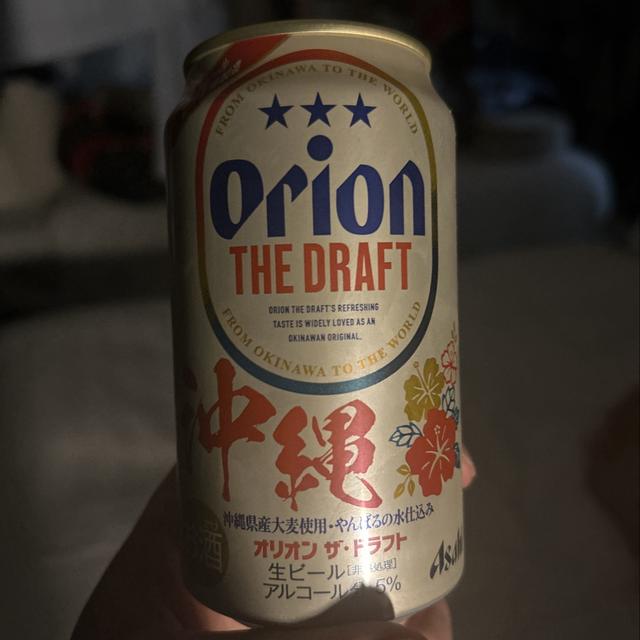 FROM OKINAWA TO THE WORLD
Orion
THE DRAFT
ORION THE DRAFT'S REFRESHING
TASTE IS WIDELY LOVED AS AN
OKINAWAN ORIGINAL.
FROM OKINAWA TO THE WORLD
沖縄
沖縄県産大麦使用・やんばるの水仕込み
オリオン ザ・ドラフト
生ビール
アルコール分5%
Asahi